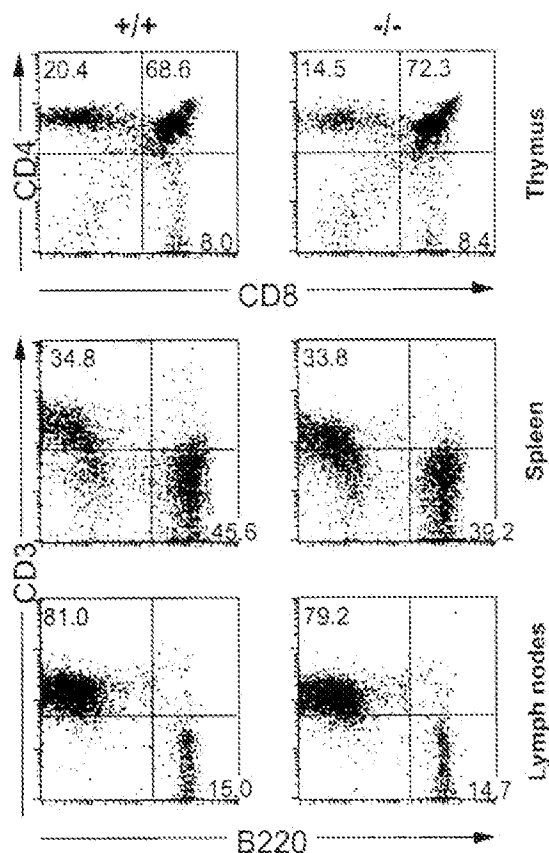 +/+ -/-
20.4 68.6 14.5 72.3
CD4
8.0 8.4
Thymus
CD8
34.8 33.8
45.5 39.2
Spleen
CD3
81.0 79.2
15.0 14.7
Lymph nodes
B220